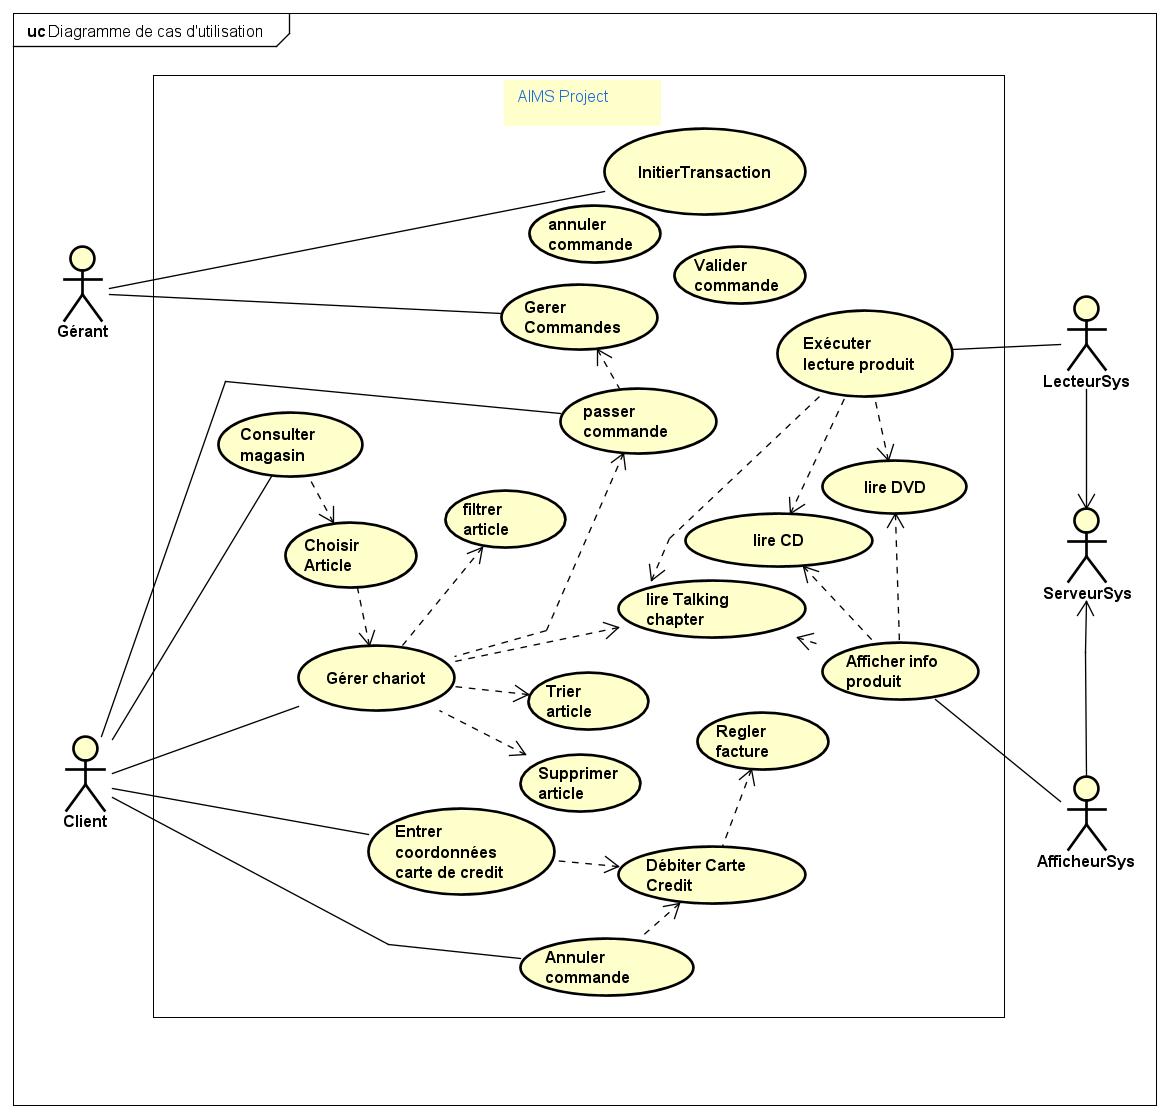 uc Diagramme de cas d'utilisation
AIMS Project
InitierTransaction
annuler
commande
Valider
commande
Gérant
Gerer
Commandes
Exécuter
lecture produit
LecteurSys
passer
commande
Consulter
magasin
lire DVD
filtrer
article
Choisir
Article
lire CD
ServeurSys
lire Talking
chapter
Gérer chariot
Afficher info
produit
Trier
article
Regler
facture
Supprimer
article
Client
Entrer
coordonnées
carte de credit
Débiter Carte
Credit
AfficheurSys
Annuler
commande